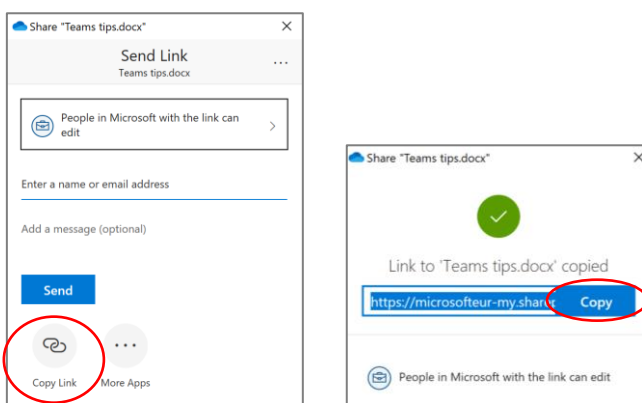 Share "Teams tips.docx"
Send Link
Teams tips.docx
People in Microsoft with the link can
edit
Enter a name or email address
Add a message (optional)
Send
Copy Link
More Apps
Share "Teams tips.docx"
Link to 'Teams tips.docx' copied
https://microsofteur-my.sharep
Copy
People in Microsoft with the link can edit